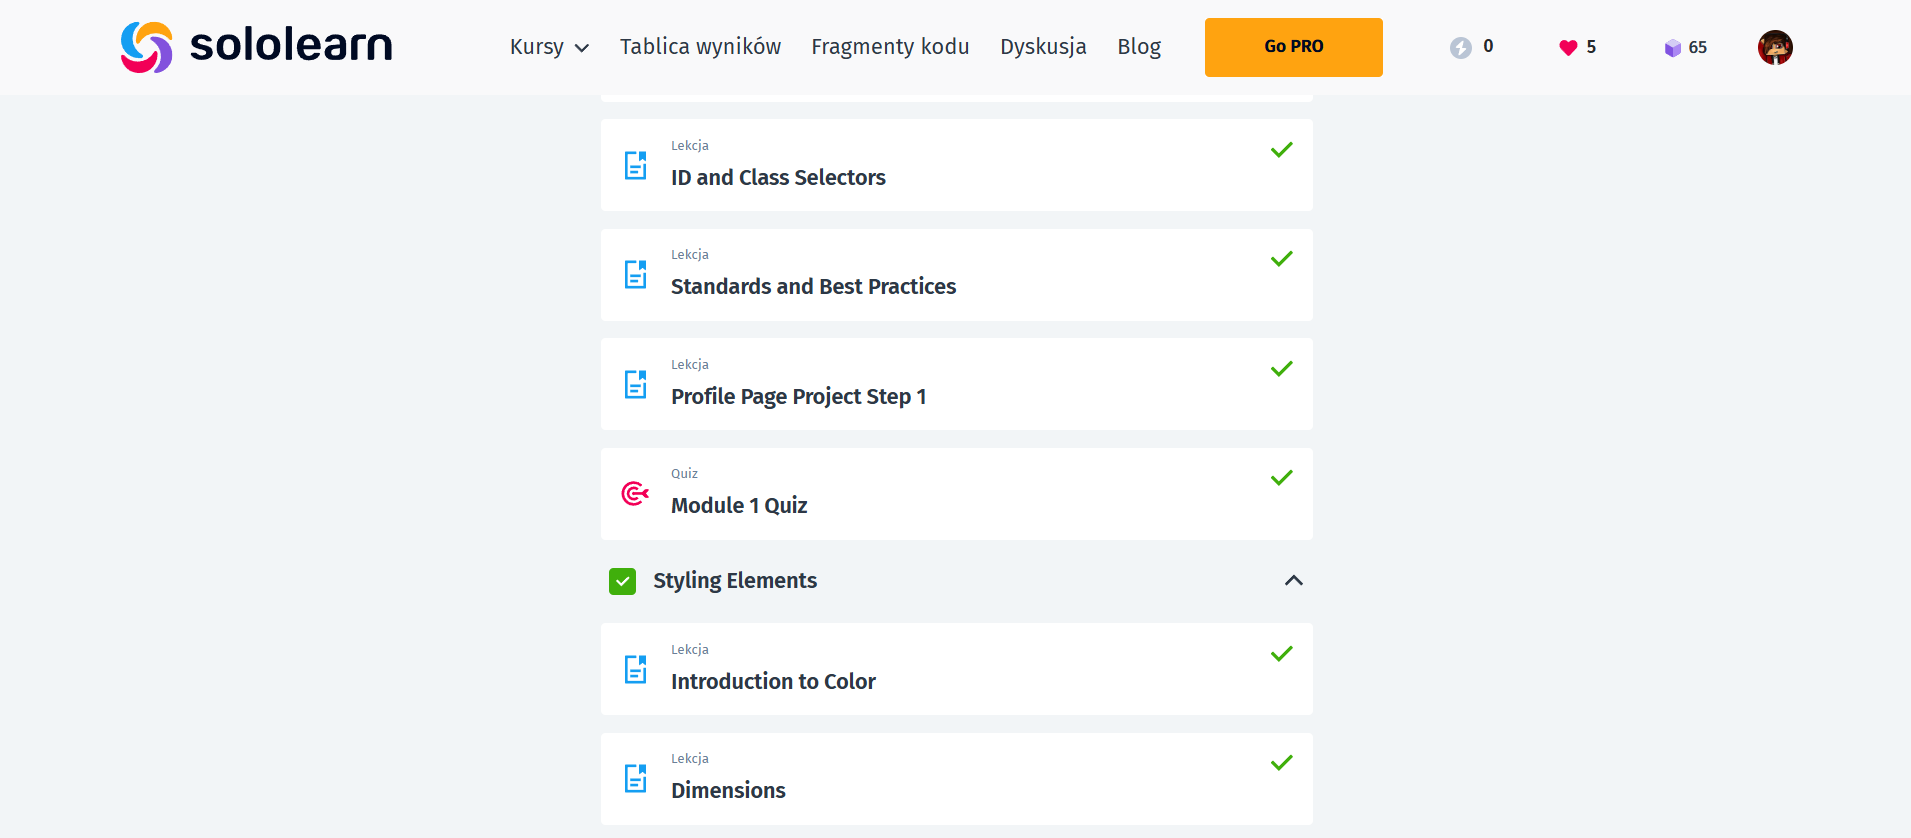 sololearn
Kursy
Tablica wyników
Fragmenty kodu
Dyskusja
Blog
Go PRO
0
5
65
Lekcja
ID and Class Selectors
Lekcja
Standards and Best Practices
Lekcja
Profile Page Project Step 1
Quiz
Module 1 Quiz
Styling Elements
Lekcja
Introduction to Color
Lekcja
Dimensions